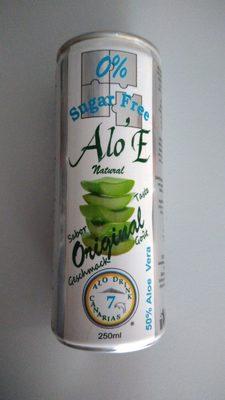 0%
Sugar Free
Alo'E
Natural
Sabor Taste
Original
Geschmack Goût
ALO DRINK
7
CANARIAS
®
50% Aloe Vera
250ml